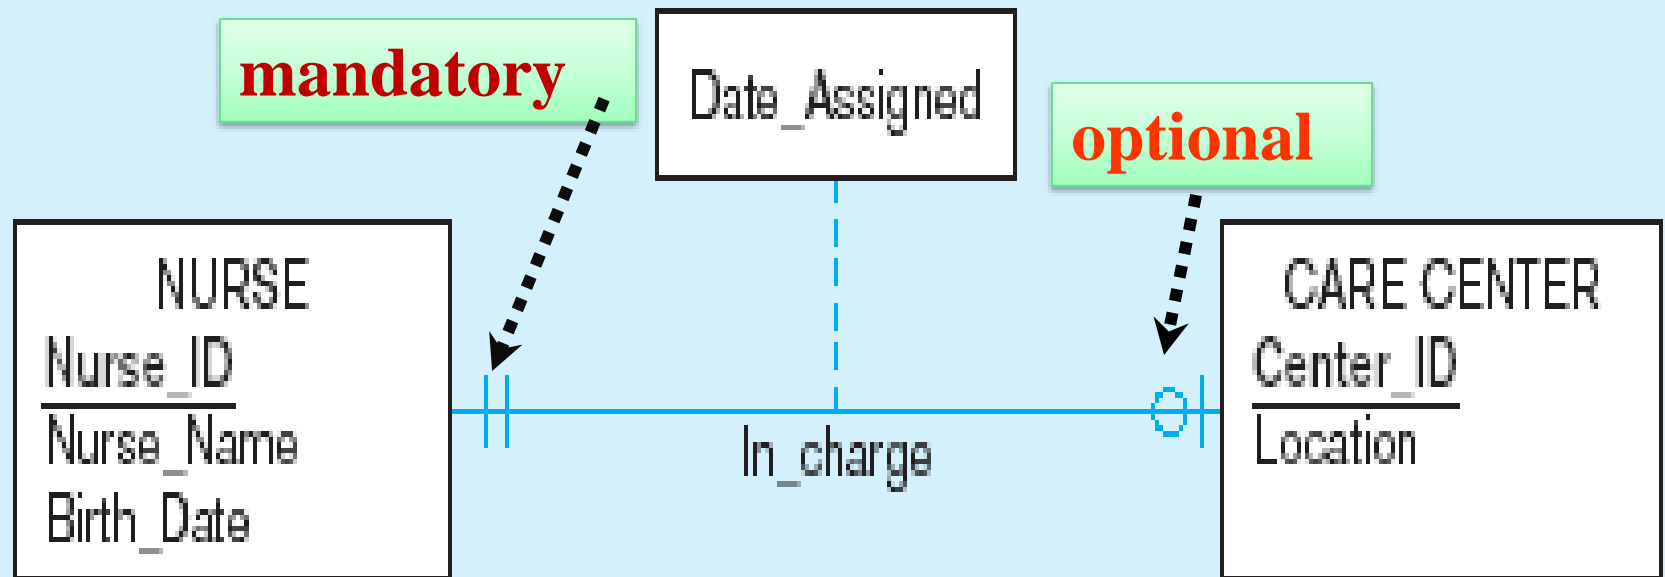 mandatory
Date_Assigned
optional
NURSE
Nurse_ID
Nurse_Name
Birth_Date
In_charge
CARE CENTER
Center_ID
Location